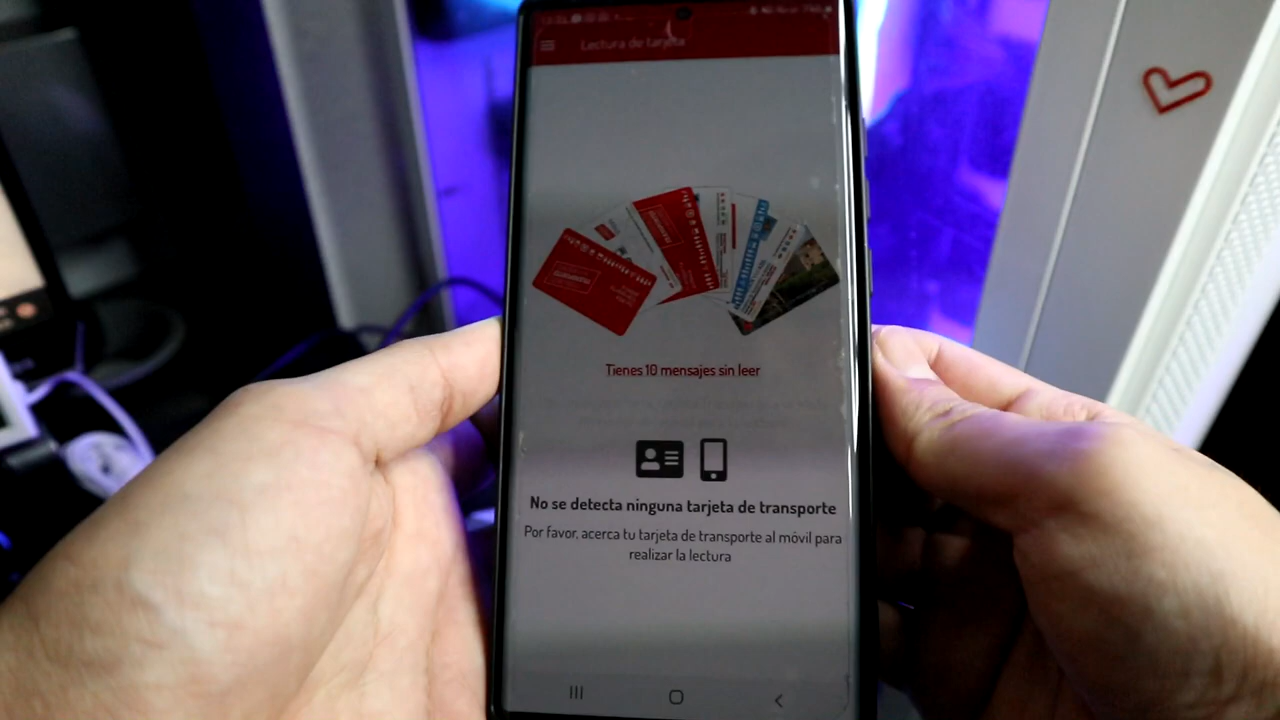 Lectura de tarjeta
Tienes 10 mensajes sin leer
No se detecta ninguna tarjeta de transporte
Por favor, acerca tu tarjeta de transporte al móvil para
realizar la lectura